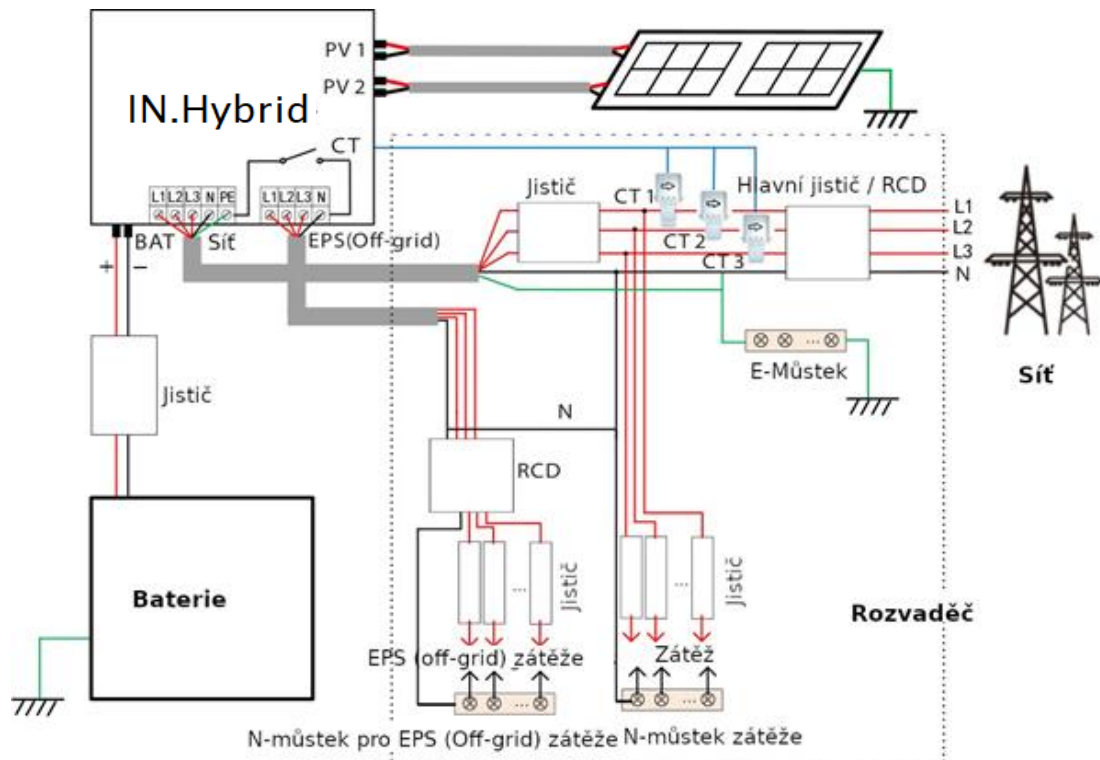 PV 1
PV 2
IN.Hybrid
CT
L1 L2 L3 N PE
L1 L2 L3 N
BAT
Síť
EPS(Off-grid)
+
−
Jistič
Baterie
Jistič
CT 1
CT 2
CT 3
Hlavní jistič / RCD
L1
L2
L3
N
Síť
E-Můstek
...
N
RCD
...
Jistič
...
Jistič
Rozvaděč
EPS (off-grid) zátěže
Zátěž
...
...
N-můstek pro EPS (Off-grid) zátěže
N-můstek zátěže